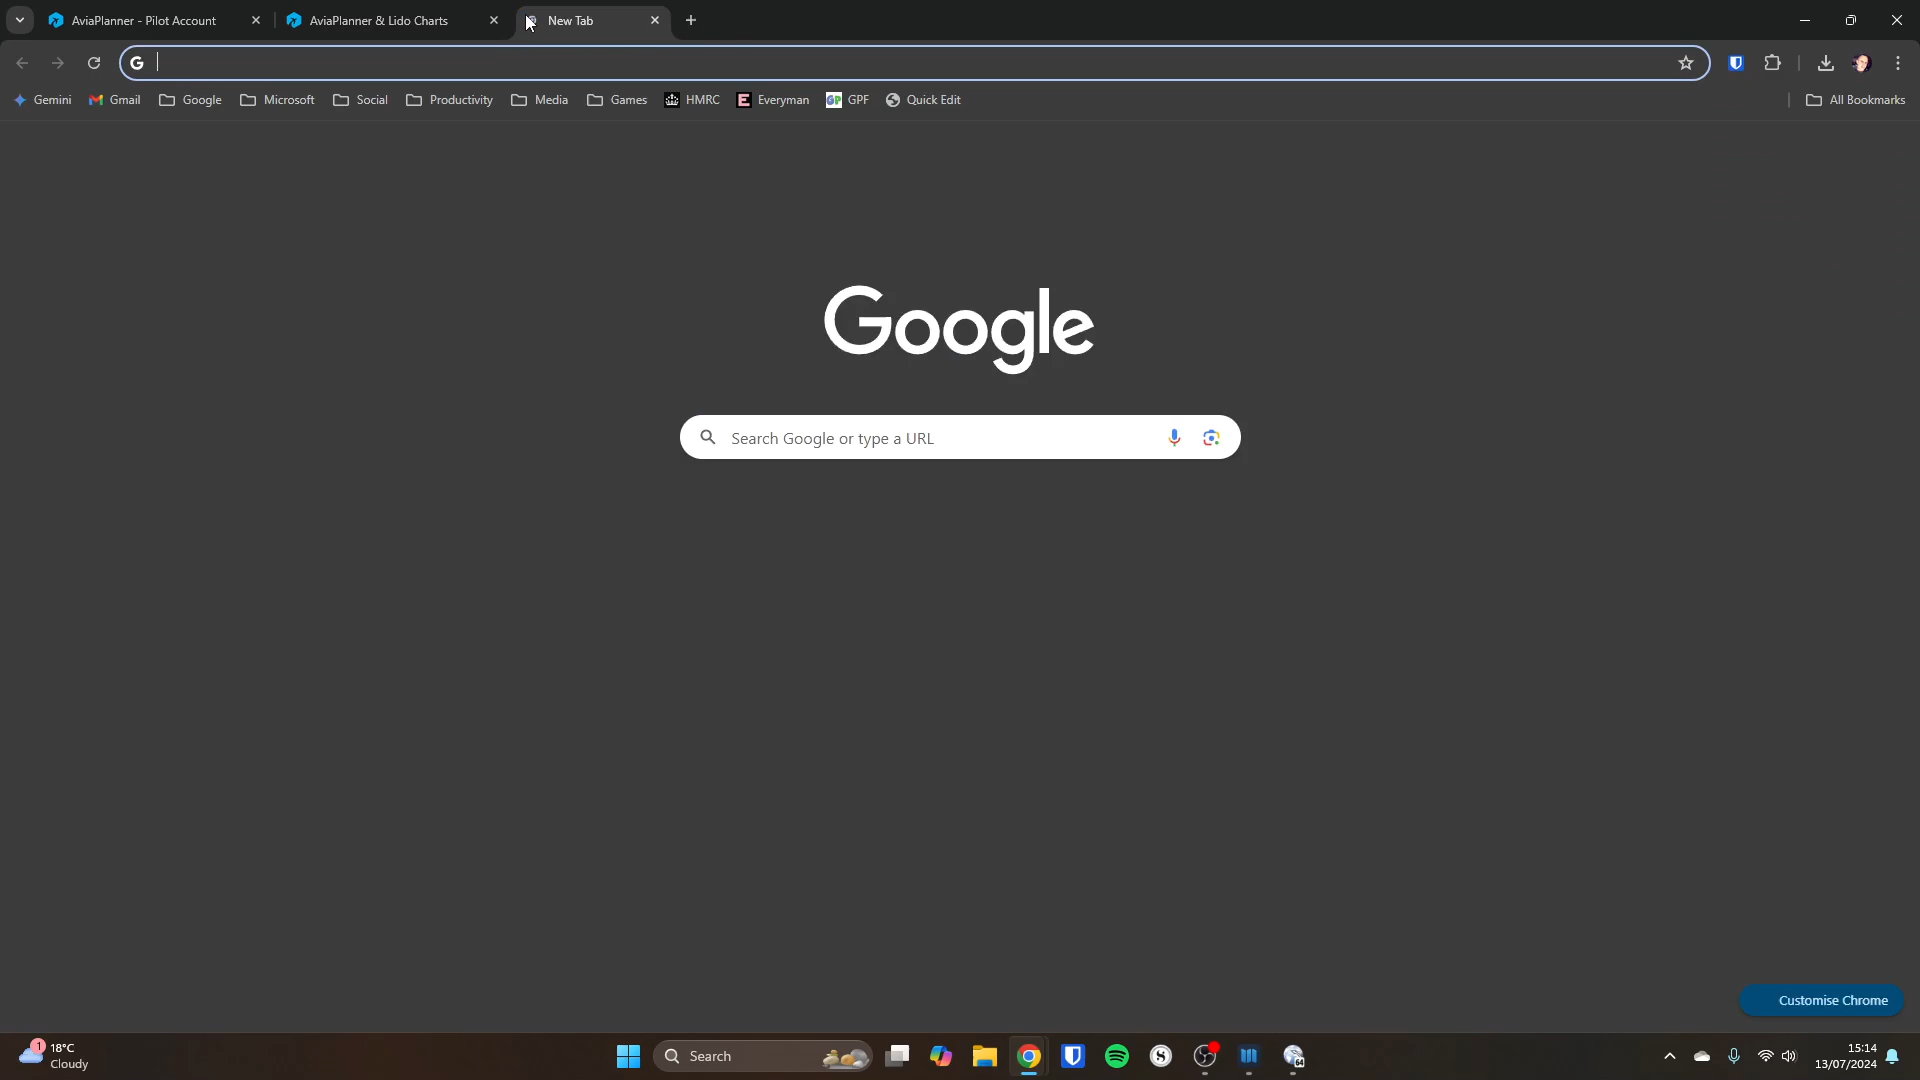 AviaPlanner - Pilot Account
AviaPlanner & Lido Charts
New Tab
Gemini
Gmail
Google
Microsoft
Social
Productivity
Media
Games
HMRC
Everyman
GPF
Quick Edit
All Bookmarks
Google
Search Google or type a URL
Customise Chrome
1
18°C
Cloudy
Search
64
15:14
13/07/2024